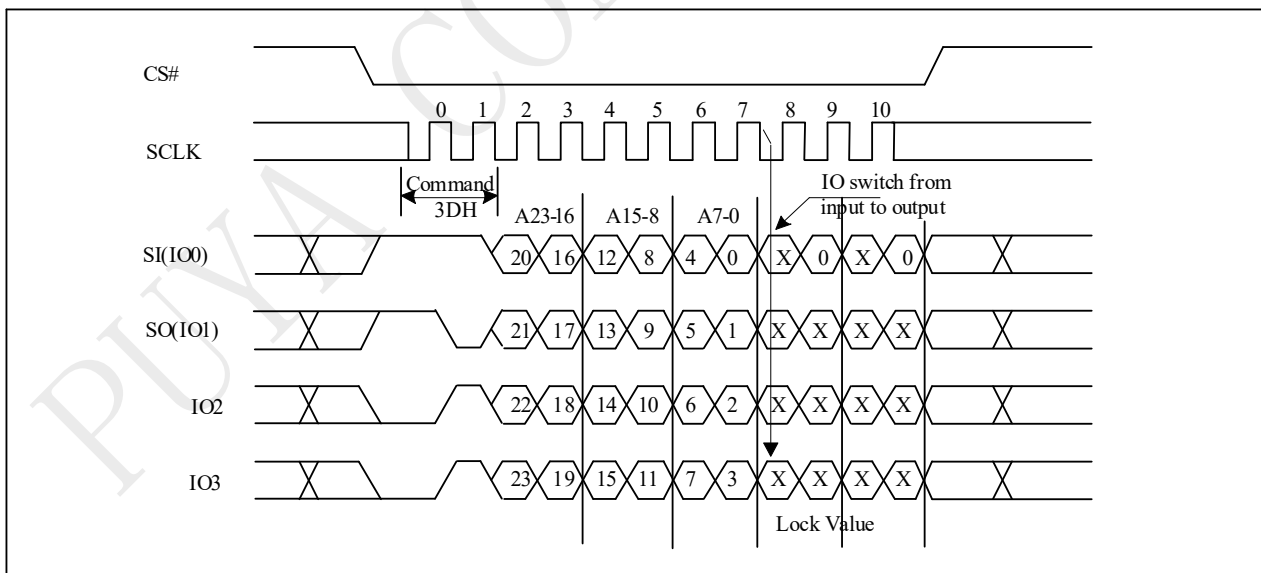 CS#
0 1 2 3 4 5 6 7 8 9 10
SCLK
Command
3DH
IO switch from
input to output
A23-16 A15-8 A7-0
SI(IO0) 20 16 12 8 4 0 X 0 X 0
SO(IO1) 21 17 13 9 5 1 X X X X
IO2 22 18 14 10 6 2 X X X X
IO3 23 19 15 11 7 3 X X X X
Lock Value
PUYA